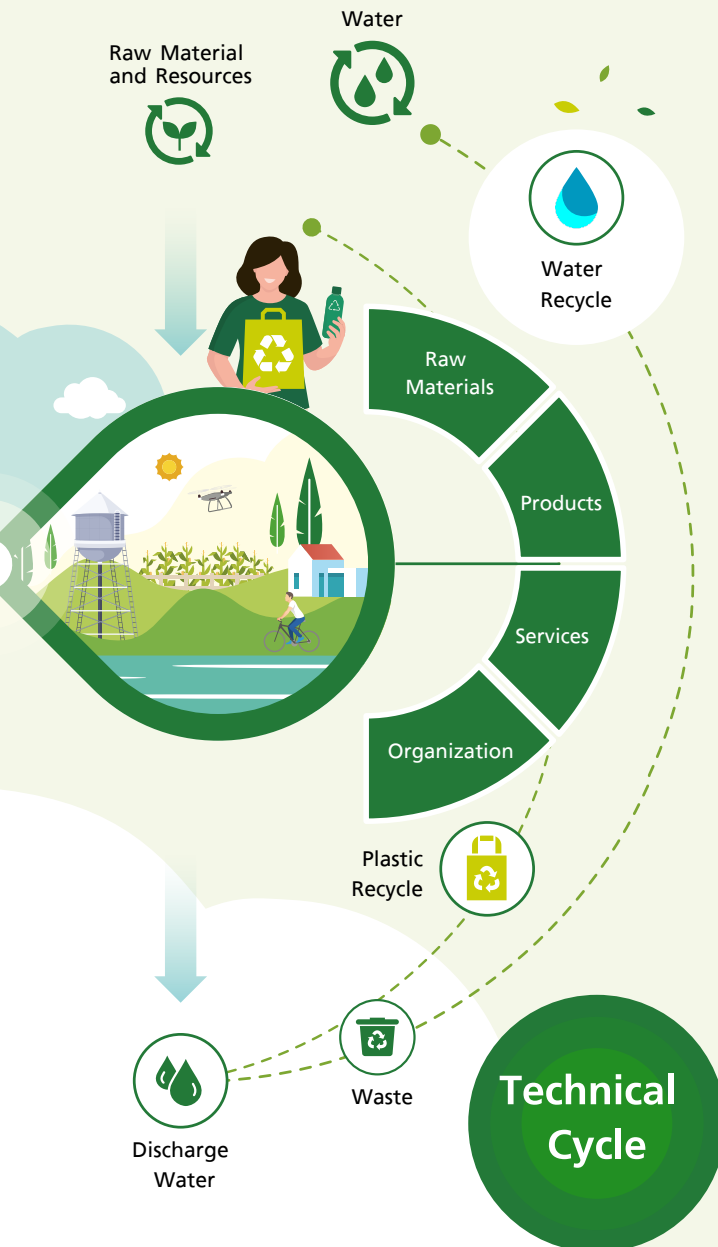 Water
Raw Material
and Resources
Water
Recycle
Raw
Materials
Products
Services
Organization
Plastic
Recycle
Waste
Discharge
Water
Technical
Cycle